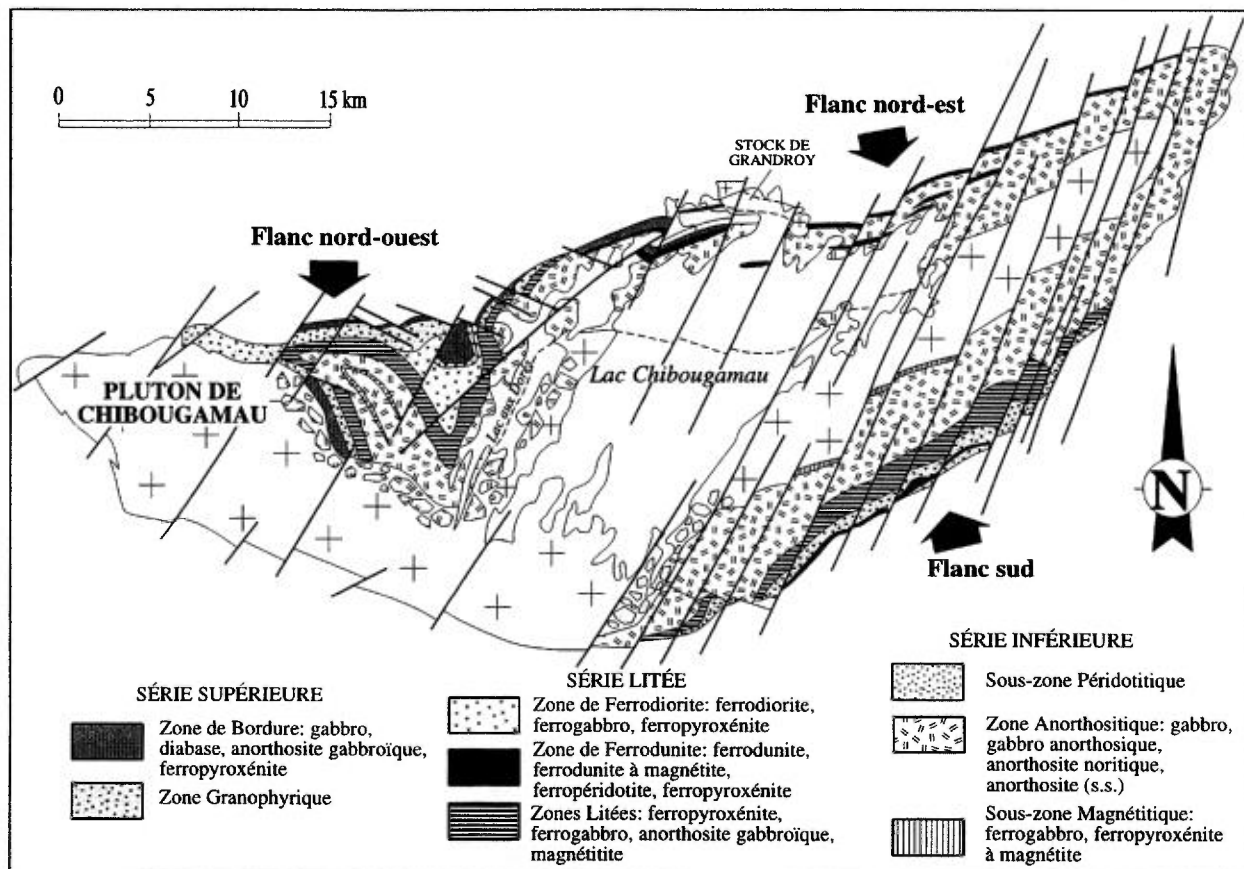 0 5 10 15 km
Flanc nord-est
STOCK DE
GRANDROY
Flanc nord-ouest
PLUTON DE
CHIBOUGAMAU
Lac aux Dorés
Lac Chibougamau
N
Flanc sud
SÉRIE SUPÉRIEURE
Zone de Bordure: gabbro,
diabase, anorthosite gabbroïque,
ferropyroxénite
Zone Granophyrique
SÉRIE LITÉE
Zone de Ferrodiorite: ferrodiorite,
ferrogabbro, ferropyroxénite
Zone de Ferrodunite: ferrodunite,
ferrodunite à magnétite,
ferropéridotite, ferropyroxénite
Zones Litées: ferropyroxénite,
ferrogabbro, anorthosite gabbroïque,
magnétitite
SÉRIE INFÉRIEURE
Sous-zone Péridotitique
Zone Anorthositique: gabbro,
gabbro anorthosique,
anorthosite noritique,
anorthosite (s.s.)
Sous-zone Magnétitique:
ferrogabbro, ferropyroxénite
à magnétite